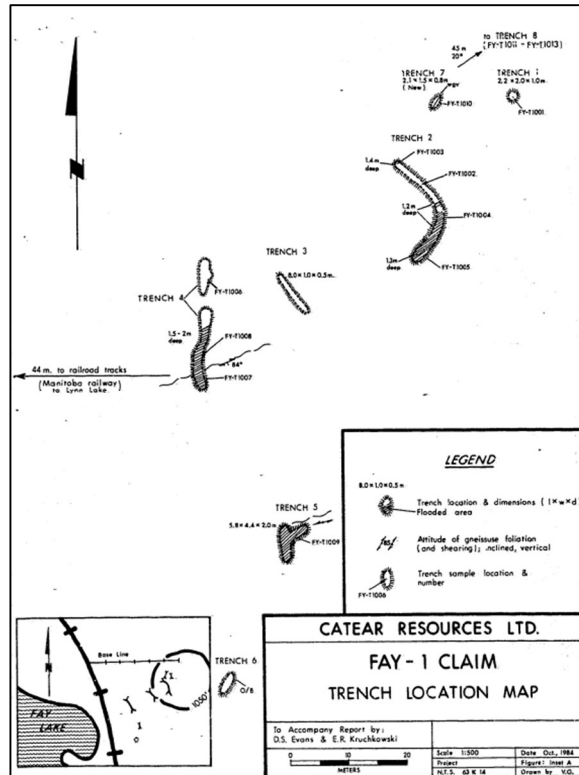 45 m
20°
to TRENCH 8
(FY-T1011 - FY-T1013)
TRENCH 7
2.1 x 1.5 x 0.8m
(New)
wgv
FY-T1010
TRENCH 1
2.2 x 2.0 x 1.0m
FY-T1001
TRENCH 2
FY-T1003
1.4 m
deep
FY-T1002
1.2 m
deep
FY-T1004
deep
FY-T1005
TRENCH 3
8.0 x 1.0 x 0.5 m.
TRENCH 4
FY-T1006
1.5 - 2m
deep
FY-T1008
84°
FY-T1007
44 m. to railroad tracks
(Manitoba railway)
to Lynn Lake.
TRENCH 5
5.8 x 4.4 x 2.0m
FY-T1009
LEGEND
8.0 x 1.0 x 0.5 m
Trench location & dimensions ( l x w x d)
Flooded area
85
Attitude of gneissuse foliation
(and shearing); inclined, vertical
FY-T1006
Trench sample location &
number
N
Base Line
FAY
LAKE
1050'
TRENCH 6
O/B
CATEAR RESOURCES LTD.
FAY - 1 CLAIM
TRENCH LOCATION MAP
To Accompany Report by:
D.S. Evans & E.R. Kruchkowski
0 10 20
METERS
Scale 1:500
Date Oct., 1984
Project
Figure: Inset A
N.T.S. 63 K 14
Drawn by V.G.